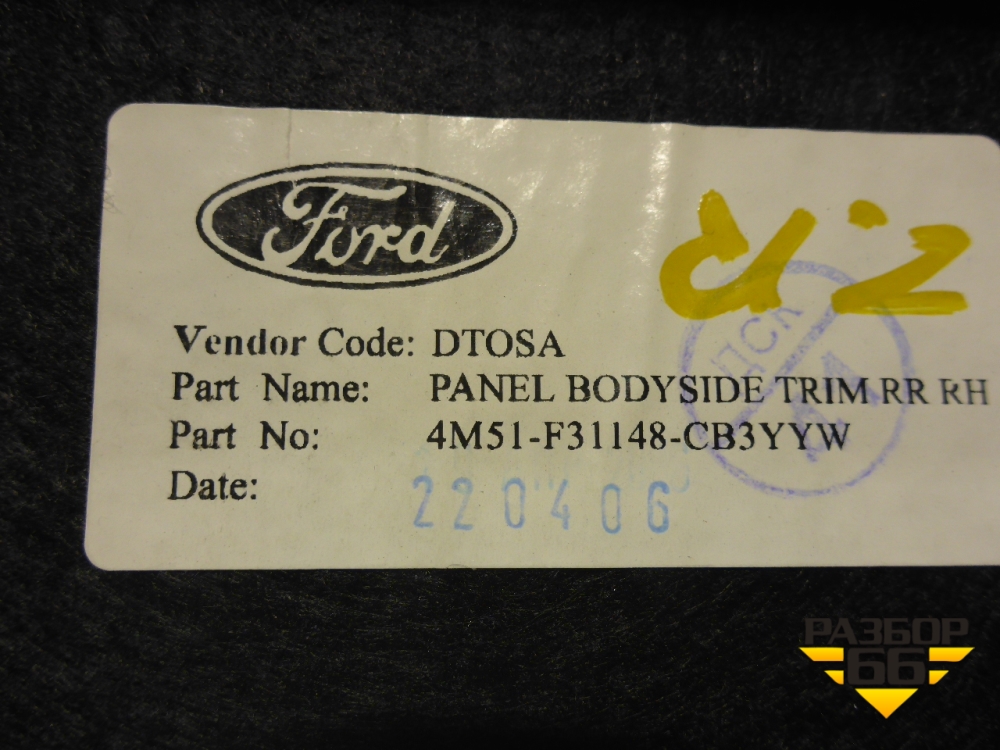 Ford
Vendor Code: DTOSA
Part Name: PANEL BODYSIDE TRIM RR RH
Part No: 4M51-F31148-CB3YYW
Date: 220406
ПСК
РАЗБОР
66